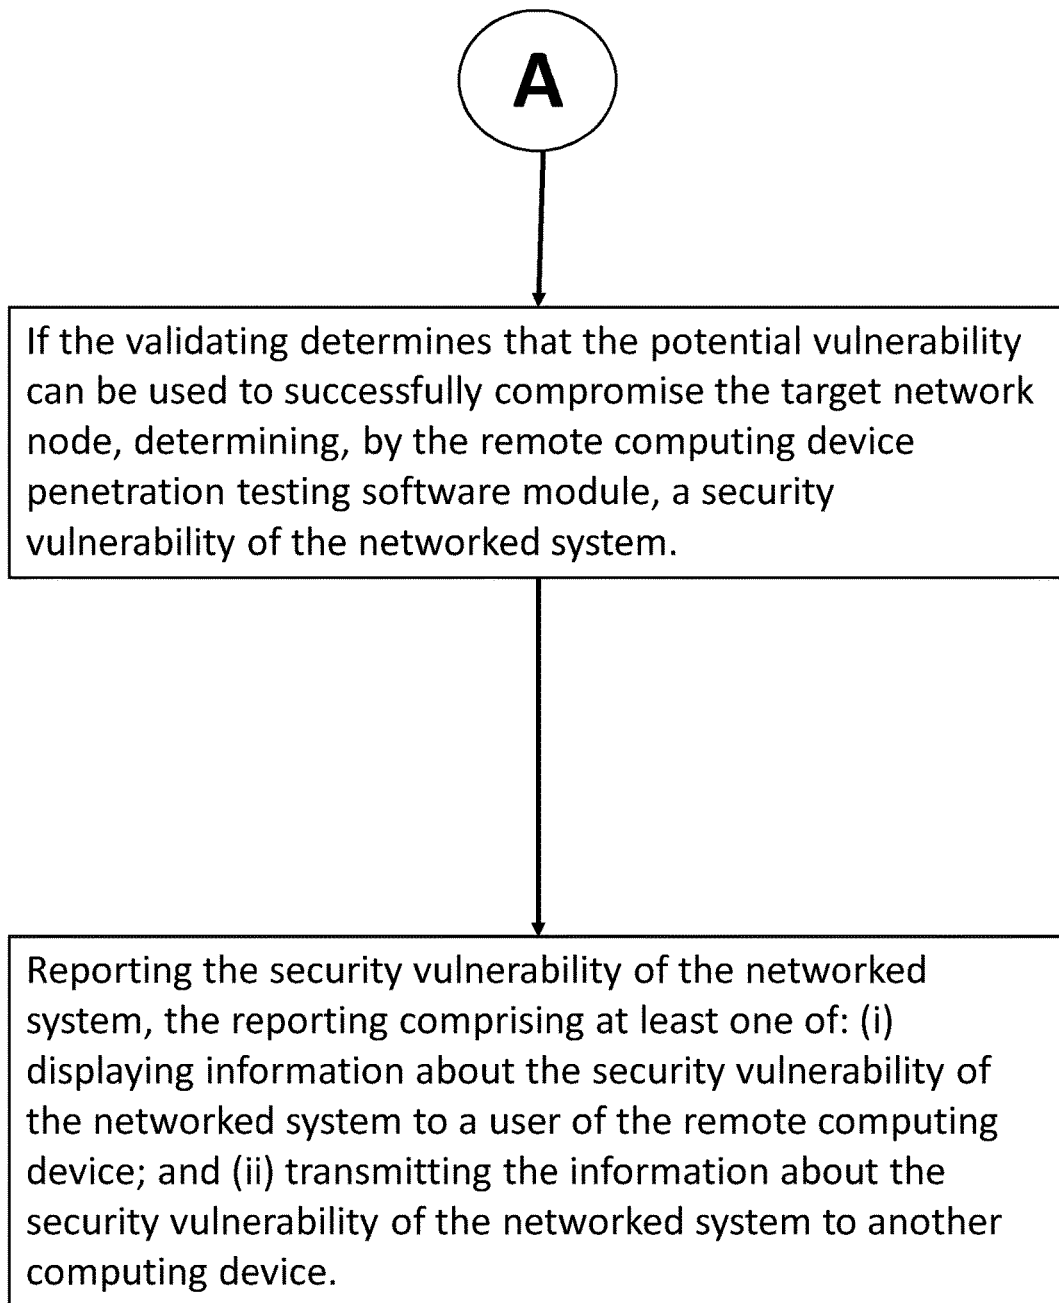 A
If the validating determines that the potential vulnerability
can be used to successfully compromise the target network
node, determining, by the remote computing device
penetration testing software module, a security
vulnerability of the networked system.
Reporting the security vulnerability of the networked
system, the reporting comprising at least one of: (i)
displaying information about the security vulnerability of
the networked system to a user of the remote computing
device; and (ii) transmitting the information about the
security vulnerability of the networked system to another
computing device.